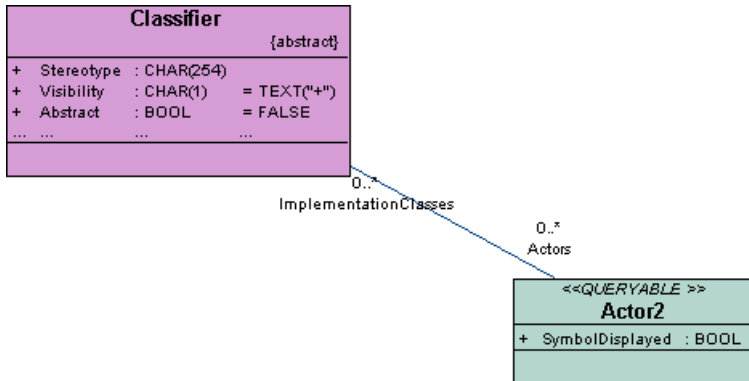 Classifier
{abstract}
+ Stereotype : CHAR(254)
+ Visibility : CHAR(1) = TEXT("+")
+ Abstract : BOOL = FALSE
... ... ... ...
0..*
ImplementationClasses
0..*
Actors
<<QUERYABLE >>
Actor2
+ SymbolDisplayed : BOOL